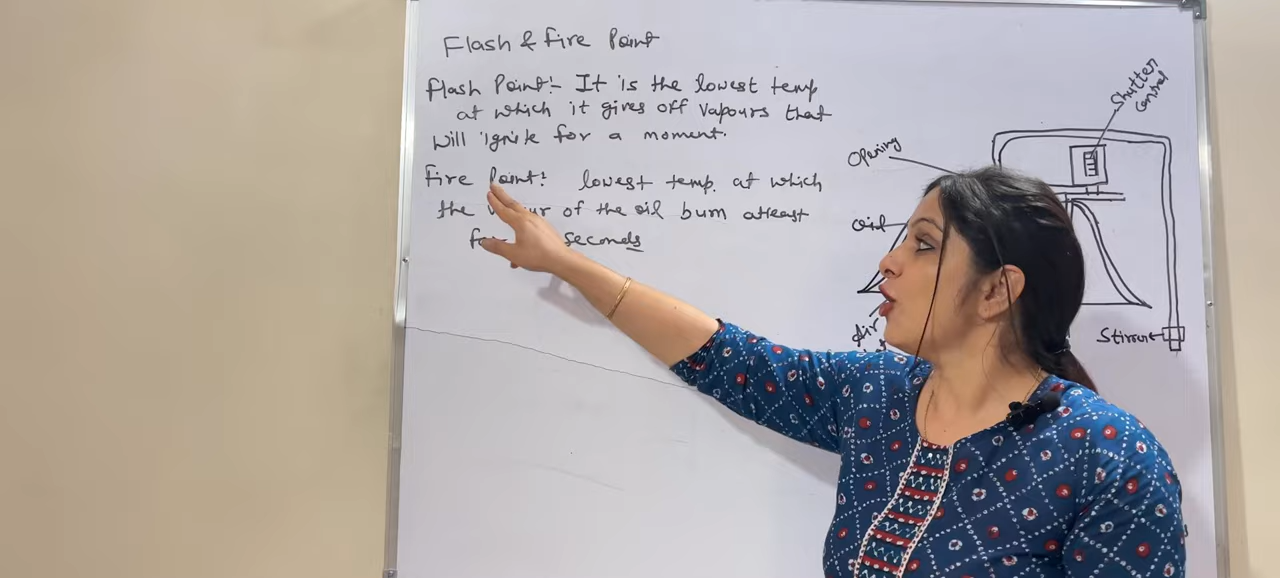 Flash & Fire Point
Flash Point:- It is the lowest temp
at which it gives off vapours that
will ignite for a moment.
Fire Point: lowest temp. at which
the of the oil burn atleast
seconds
Shutter
control
Opening
Oil
Air
Stirrer